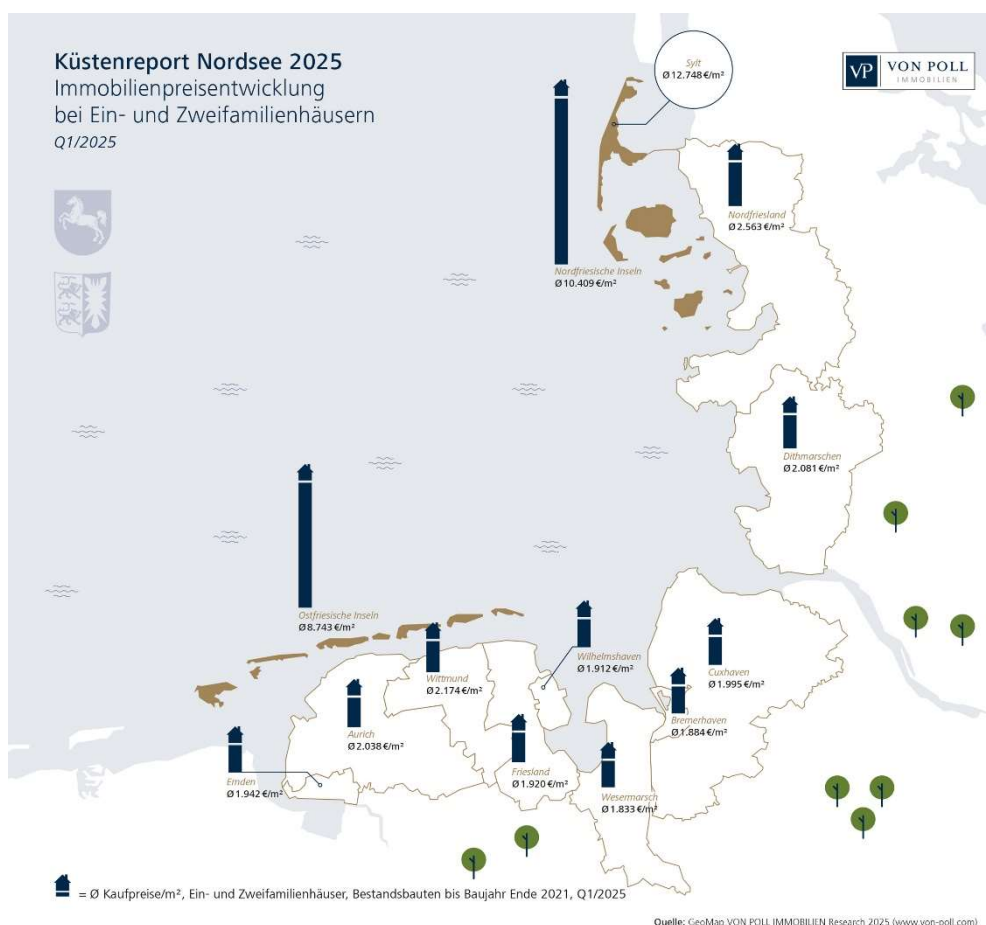 Küstenreport Nordsee 2025
Immobilienpreisentwicklung
bei Ein- und Zweifamilienhäusern
Q1/2025
Sylt
Ø 12.748 €/m²
VP VON POLL
IMMOBILIEN
Nordfriesland
Ø 2.563 €/m²
Nordfriesische Inseln
Ø 10.409 €/m²
Dithmarschen
Ø 2.081 €/m²
Ostfriesische Inseln
Ø 8.743 €/m²
Wilhelmshaven
Ø 1.912 €/m²
Wittmund
Ø 2.174 €/m²
Cuxhaven
Ø 1.995 €/m²
Bremerhaven
Ø 1.884 €/m²
Aurich
Ø 2.038 €/m²
Friesland
Ø 1.920 €/m²
Emden
Ø 1.942 €/m²
Wesermarsch
Ø 1.833 €/m²
= Ø Kaufpreise/m², Ein- und Zweifamilienhäuser, Bestandsbauten bis Baujahr Ende 2021, Q1/2025
Quelle: GeoMap VON POLL IMMOBILIEN Research 2025 (www.von-poll.com)